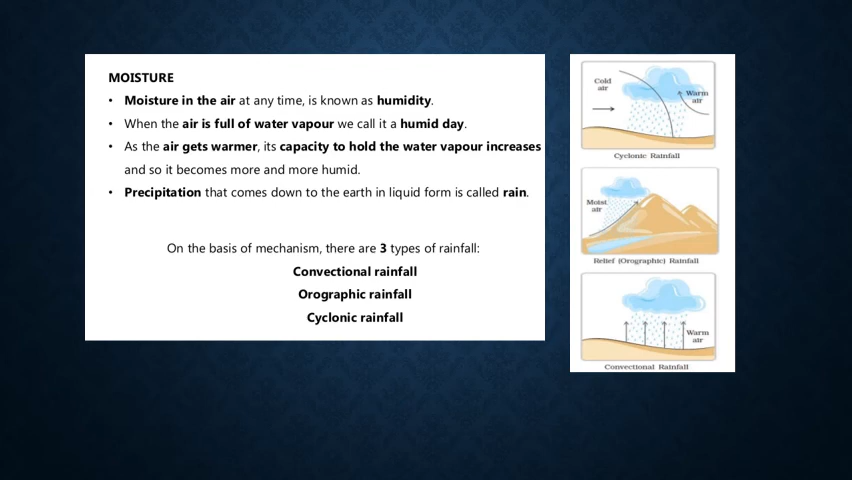 MOISTURE
• Moisture in the air at any time, is known as humidity.
• When the air is full of water vapour we call it a humid day.
• As the air gets warmer, its capacity to hold the water vapour increases
and so it becomes more and more humid.
• Precipitation that comes down to the earth in liquid form is called rain.
On the basis of mechanism, there are 3 types of rainfall:
Convectional rainfall
Orographic rainfall
Cyclonic rainfall
Cold
air
Warm
air
Cyclonic Rainfall
Moist
air
Relief (Orographic) Rainfall
Warm
air
Convectional Rainfall